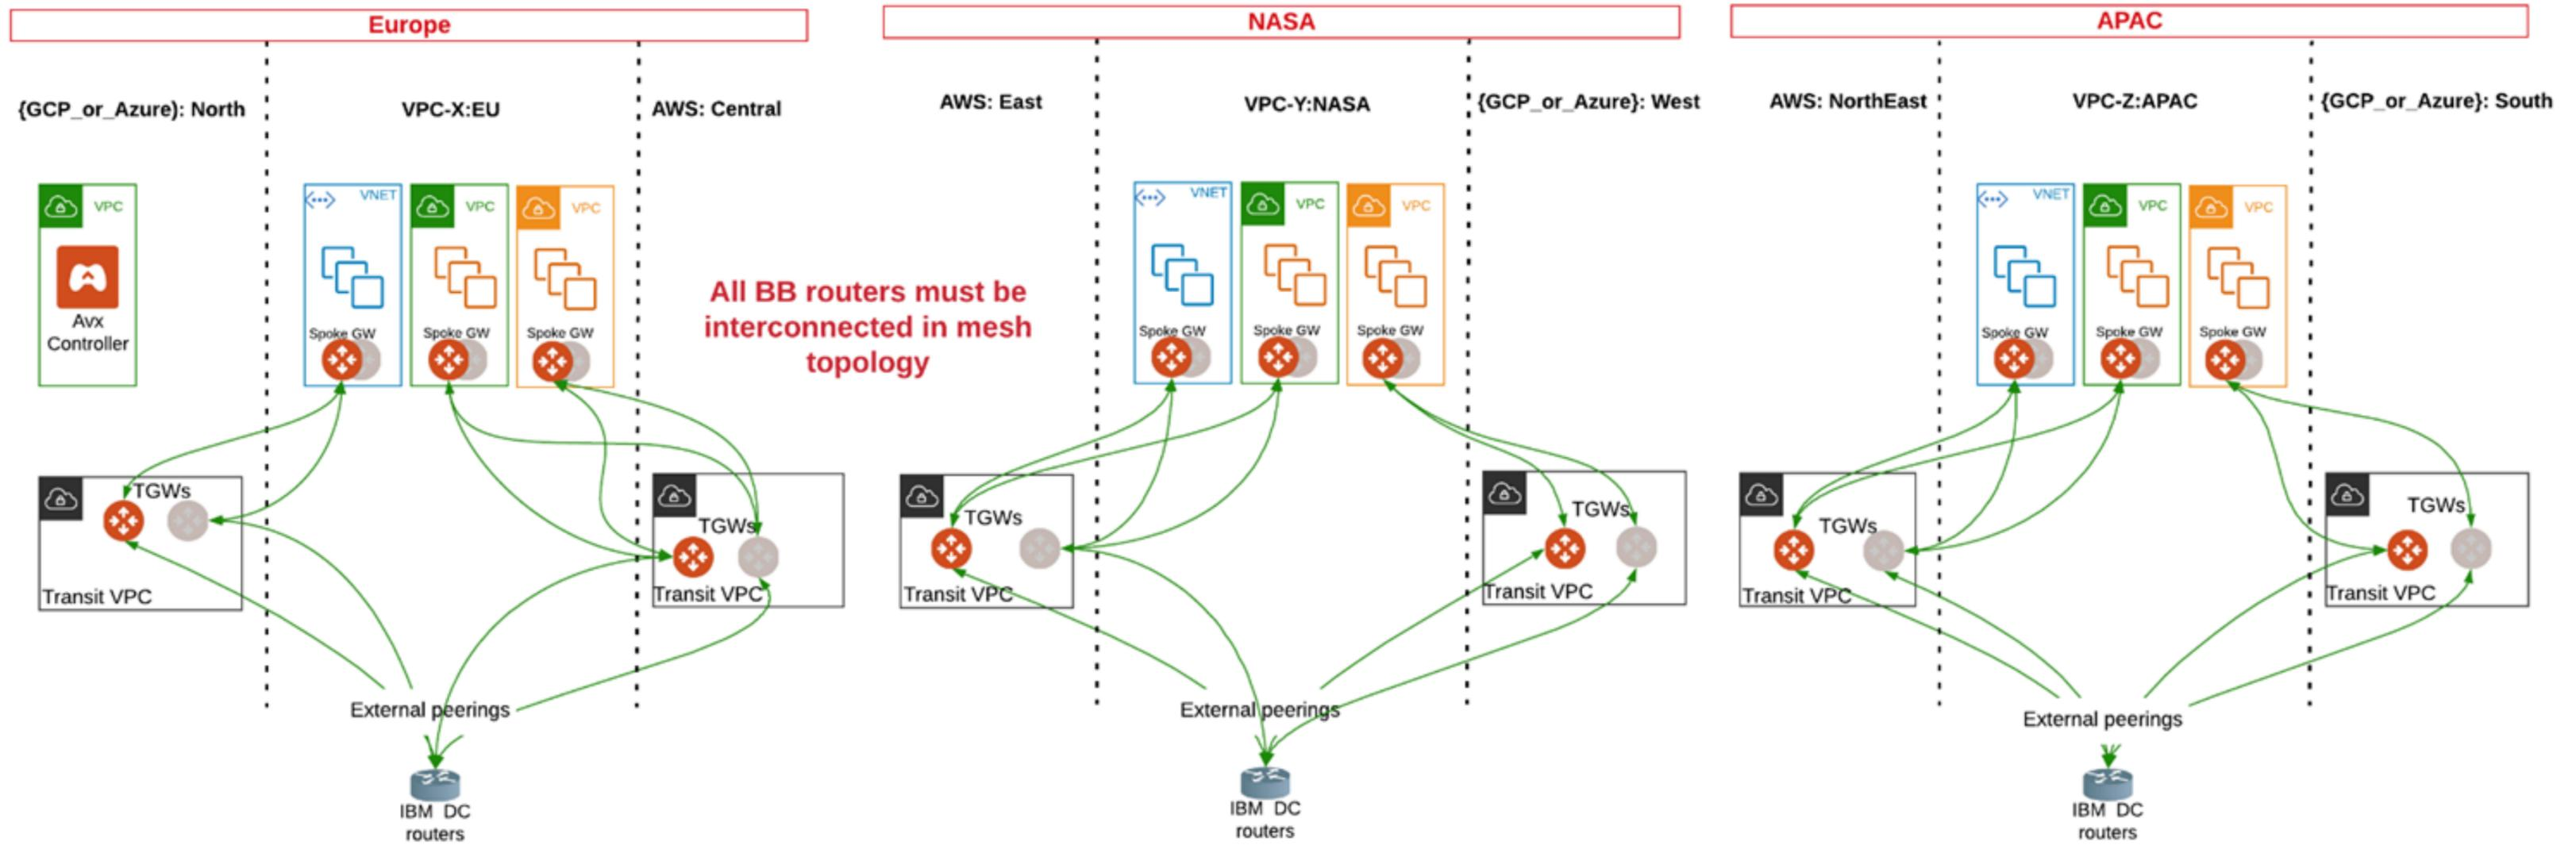 Europe
NASA
APAC
{GCP_or_Azure): North
VPC-X:EU
AWS: Central
AWS: East
VPC-Y:NASA
{GCP_or_Azure}: West
AWS: NorthEast
VPC-Z:APAC
{GCP_or_Azure}: South
VPC
Avx
Controller
VNET
VPC
VPC
Spoke GW
Spoke GW
Spoke GW
All BB routers must be
interconnected in mesh
topology
VNET
VPC
VPC
Spoke GW
Spoke GW
Spoke GW
VNET
VPC
VPC
Spoke GW
Spoke GW
Spoke GW
TGWs
Transit VPC
TGWs
Transit VPC
TGWs
Transit VPC
TGWs
Transit VPC
TGWs
Transit VPC
TGWs
Transit VPC
External peerings
External peerings
External peerings
IBM DC
routers
IBM DC
routers
IBM DC
routers